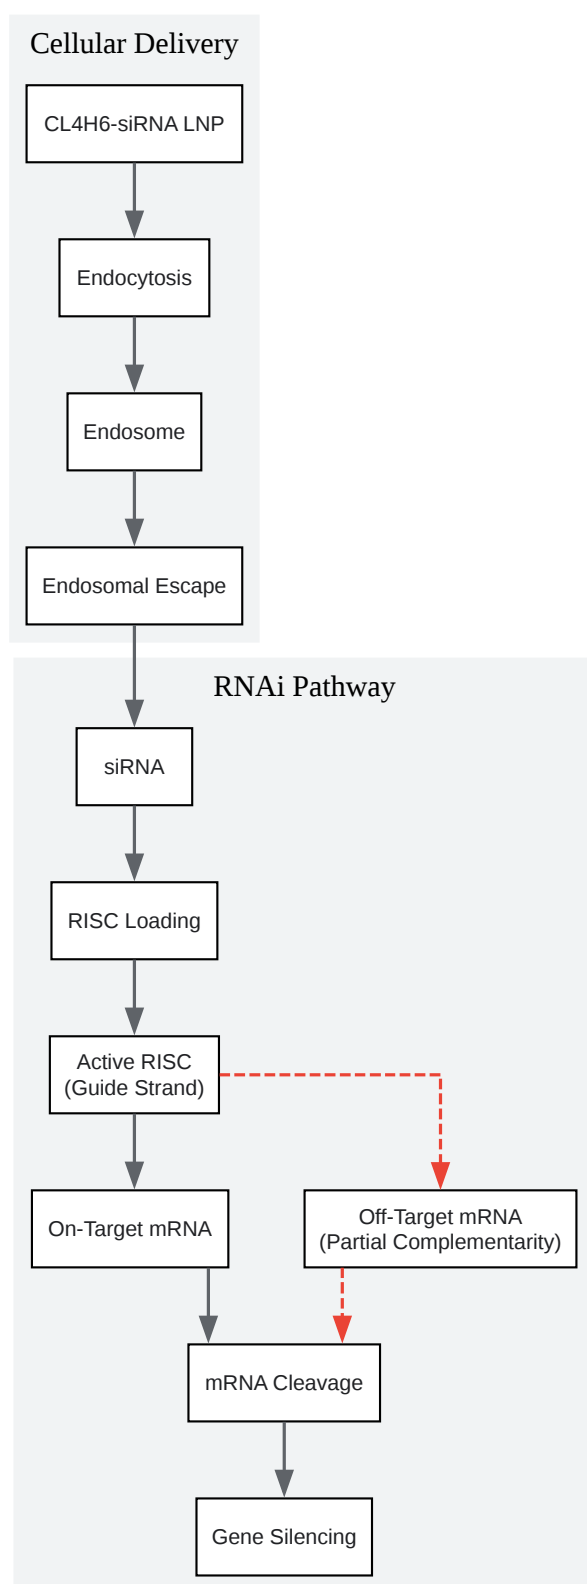 Cellular Delivery
CL4H6-siRNA LNP
Endocytosis
Endosome
Endosomal Escape
RNAi Pathway
siRNA
RISC Loading
Active RISC
(Guide Strand)
On-Target mRNA
Off-Target mRNA
(Partial Complementarity)
mRNA Cleavage
Gene Silencing